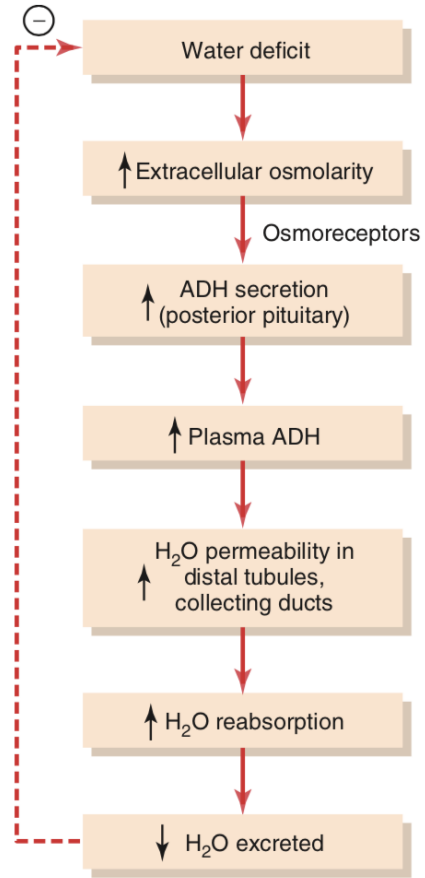 ⊖
Water deficit
↑ Extracellular osmolarity
Osmoreceptors
ADH secretion
↑ (posterior pituitary)
↑ Plasma ADH
H₂O permeability in
↑ distal tubules,
collecting ducts
↑ H₂O reabsorption
↓ H₂O excreted